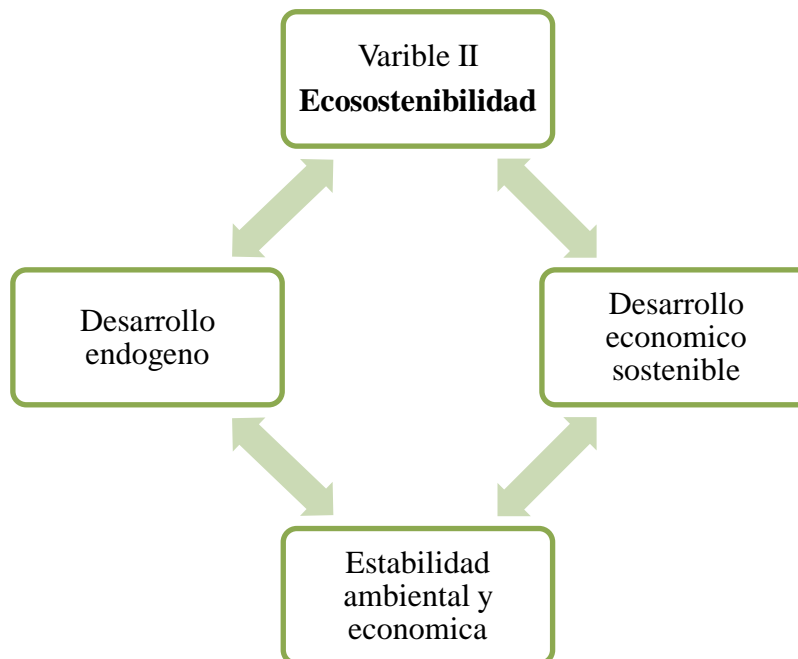 Varible II
Ecosostenibilidad
Desarrollo
endogeno
Desarrollo
economico
sostenible
Estabilidad
ambiental y
economica